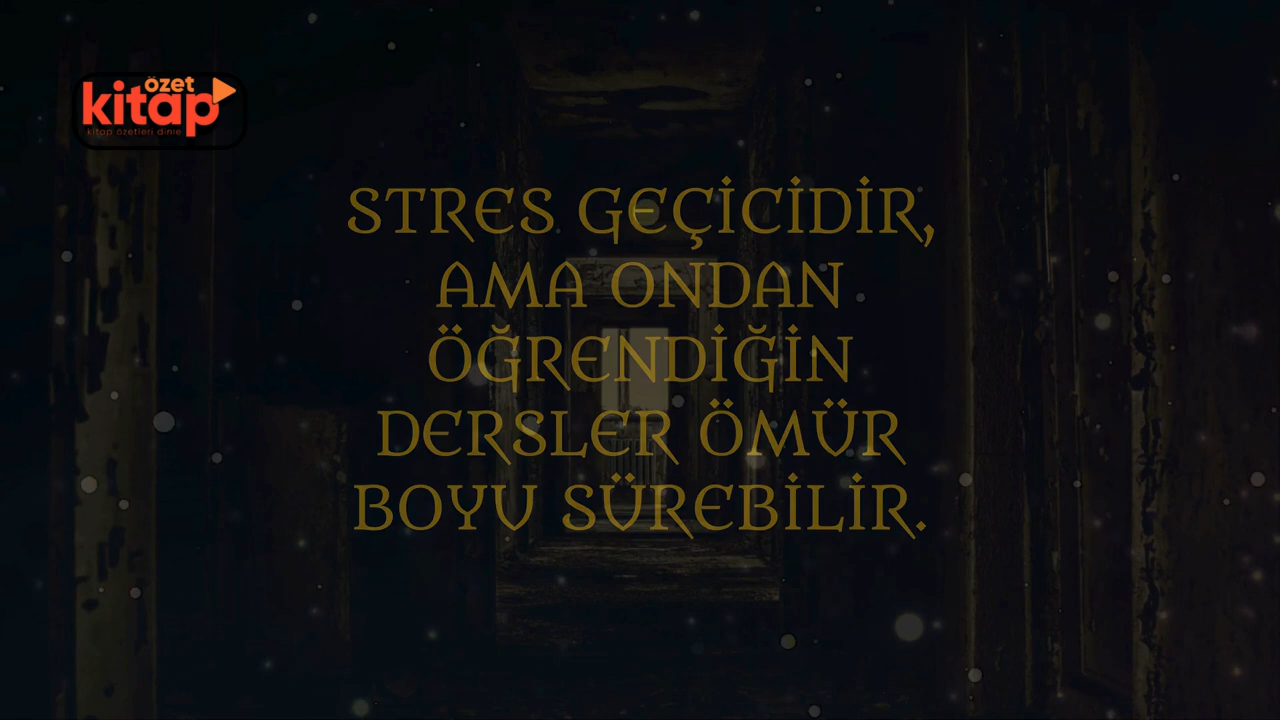 özet
kitap
kitap özetleri dinle
STRES GEÇİCİDİR,
AMA ONDAN
ÖĞRENDİĞİN
DERSLER ÖMÜR
BOYU SÜREBİLİR.